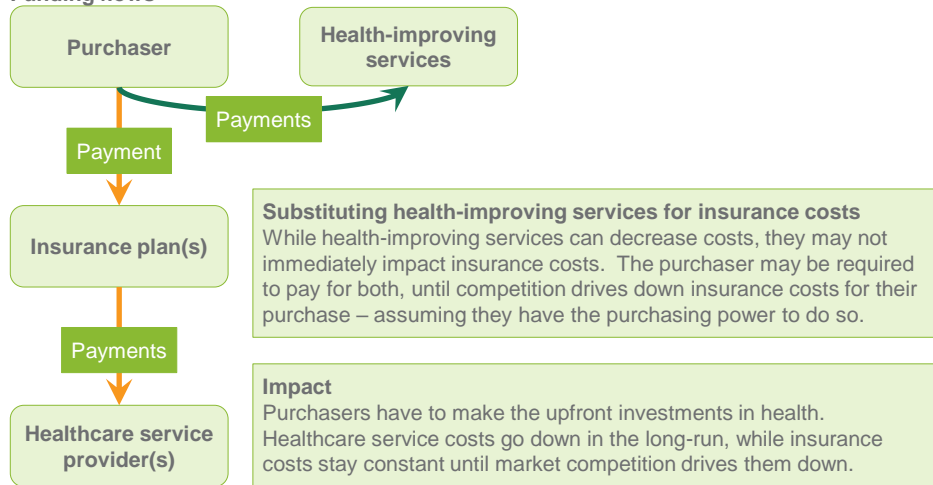 Purchaser
Health-improving
services
Payments
Payment
Insurance plan(s)
Substituting health-improving services for insurance costs
While health-improving services can decrease costs, they may not
immediately impact insurance costs.  The purchaser may be required
to pay for both, until competition drives down insurance costs for their
purchase – assuming they have the purchasing power to do so.
Payments
Healthcare service
provider(s)
Impact
Purchasers have to make the upfront investments in health.
Healthcare service costs go down in the long-run, while insurance
costs stay constant until market competition drives them down.